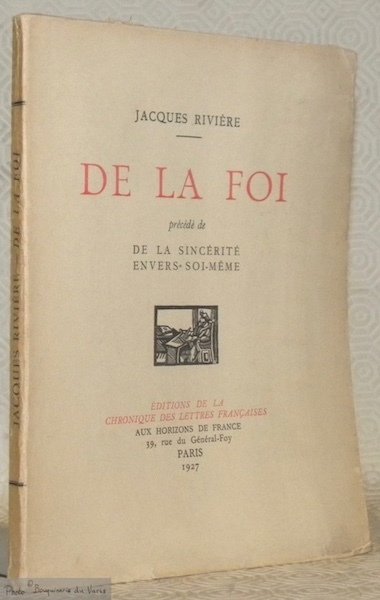 JACQUES RIVIÈRE
DE LA FOI
précédé de
DE LA SINCÉRITÉ
ENVERS SOI-MÊME
ÉDITIONS DE LA
CHRONIQUE DES LETTRES FRANÇAISES
AUX HORIZONS DE FRANCE
39, rue du Général-Foy
PARIS
1927
JACQUES RIVIÈRE - DE LA FOI
Photo © Bouquinerie du Varis